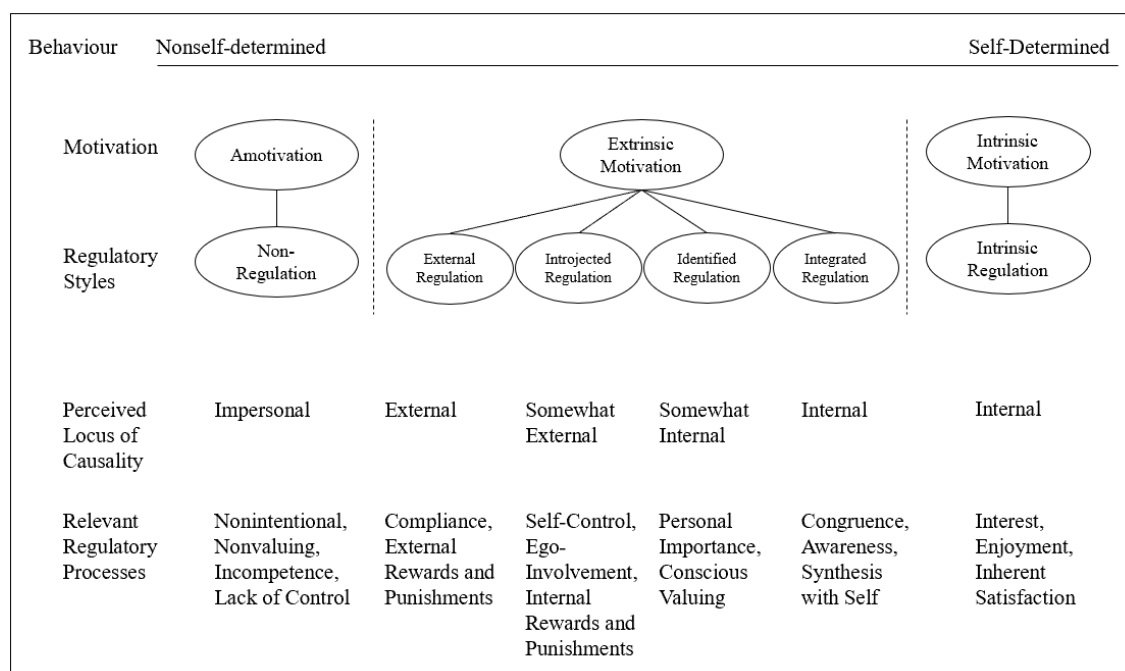 Behaviour Nonself-determined Self-Determined
Motivation
Amotivation
Extrinsic
Motivation
Intrinsic
Motivation
Regulatory
Styles
Non-
Regulation
External
Regulation
Introjected
Regulation
Identified
Regulation
Integrated
Regulation
Intrinsic
Regulation
Perceived
Locus of
Causality
Impersonal
External
Somewhat
External
Somewhat
Internal
Internal
Internal
Relevant
Regulatory
Processes
Nonintentional,
Nonvaluing,
Incompetence,
Lack of Control
Compliance,
External
Rewards and
Punishments
Self-Control,
Ego-
Involvement,
Internal
Rewards and
Punishments
Personal
Importance,
Conscious
Valuing
Congruence,
Awareness,
Synthesis
with Self
Interest,
Enjoyment,
Inherent
Satisfaction